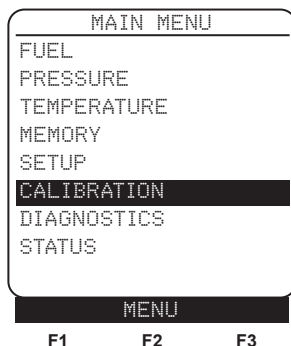 MAIN MENU
FUEL
PRESSURE
TEMPERATURE
MEMORY
SETUP
CALIBRATION
DIAGNOSTICS
STATUS
MENU
F1 F2 F3